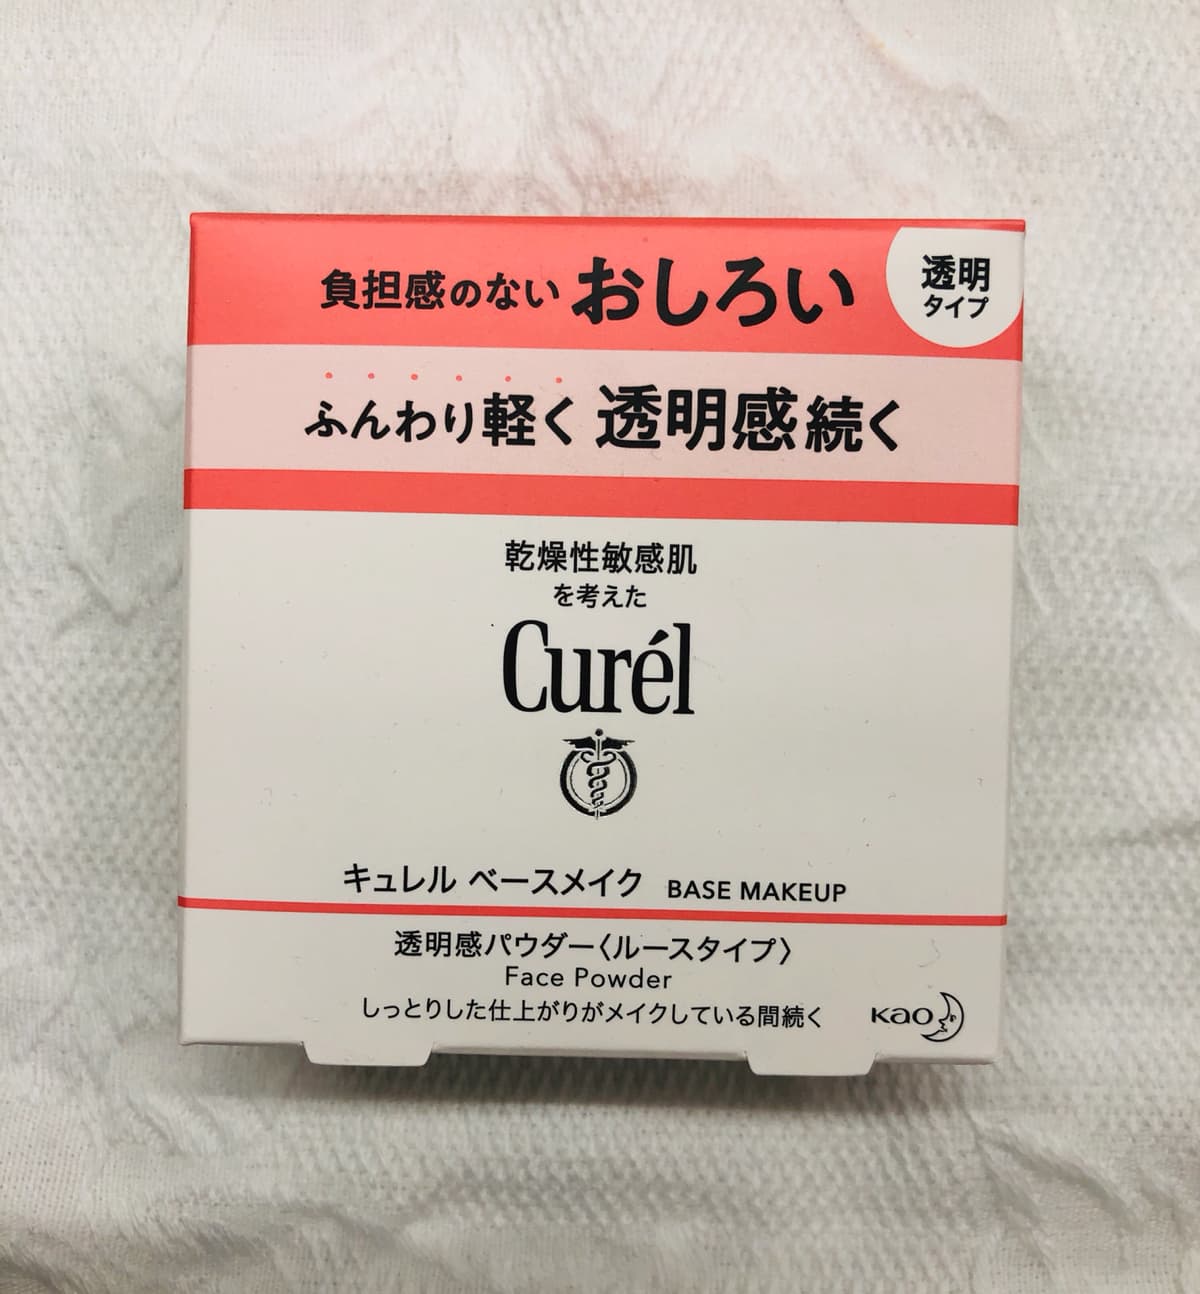 負担感のない おしろい
透明
タイプ
ふんわり軽く 透明感続く
乾燥性敏感肌
を考えた
Curél
キュレル ベースメイク BASE MAKEUP
透明感パウダー〈ルースタイプ〉
Face Powder
しっとりした仕上がりがメイクしている間続く
Kao